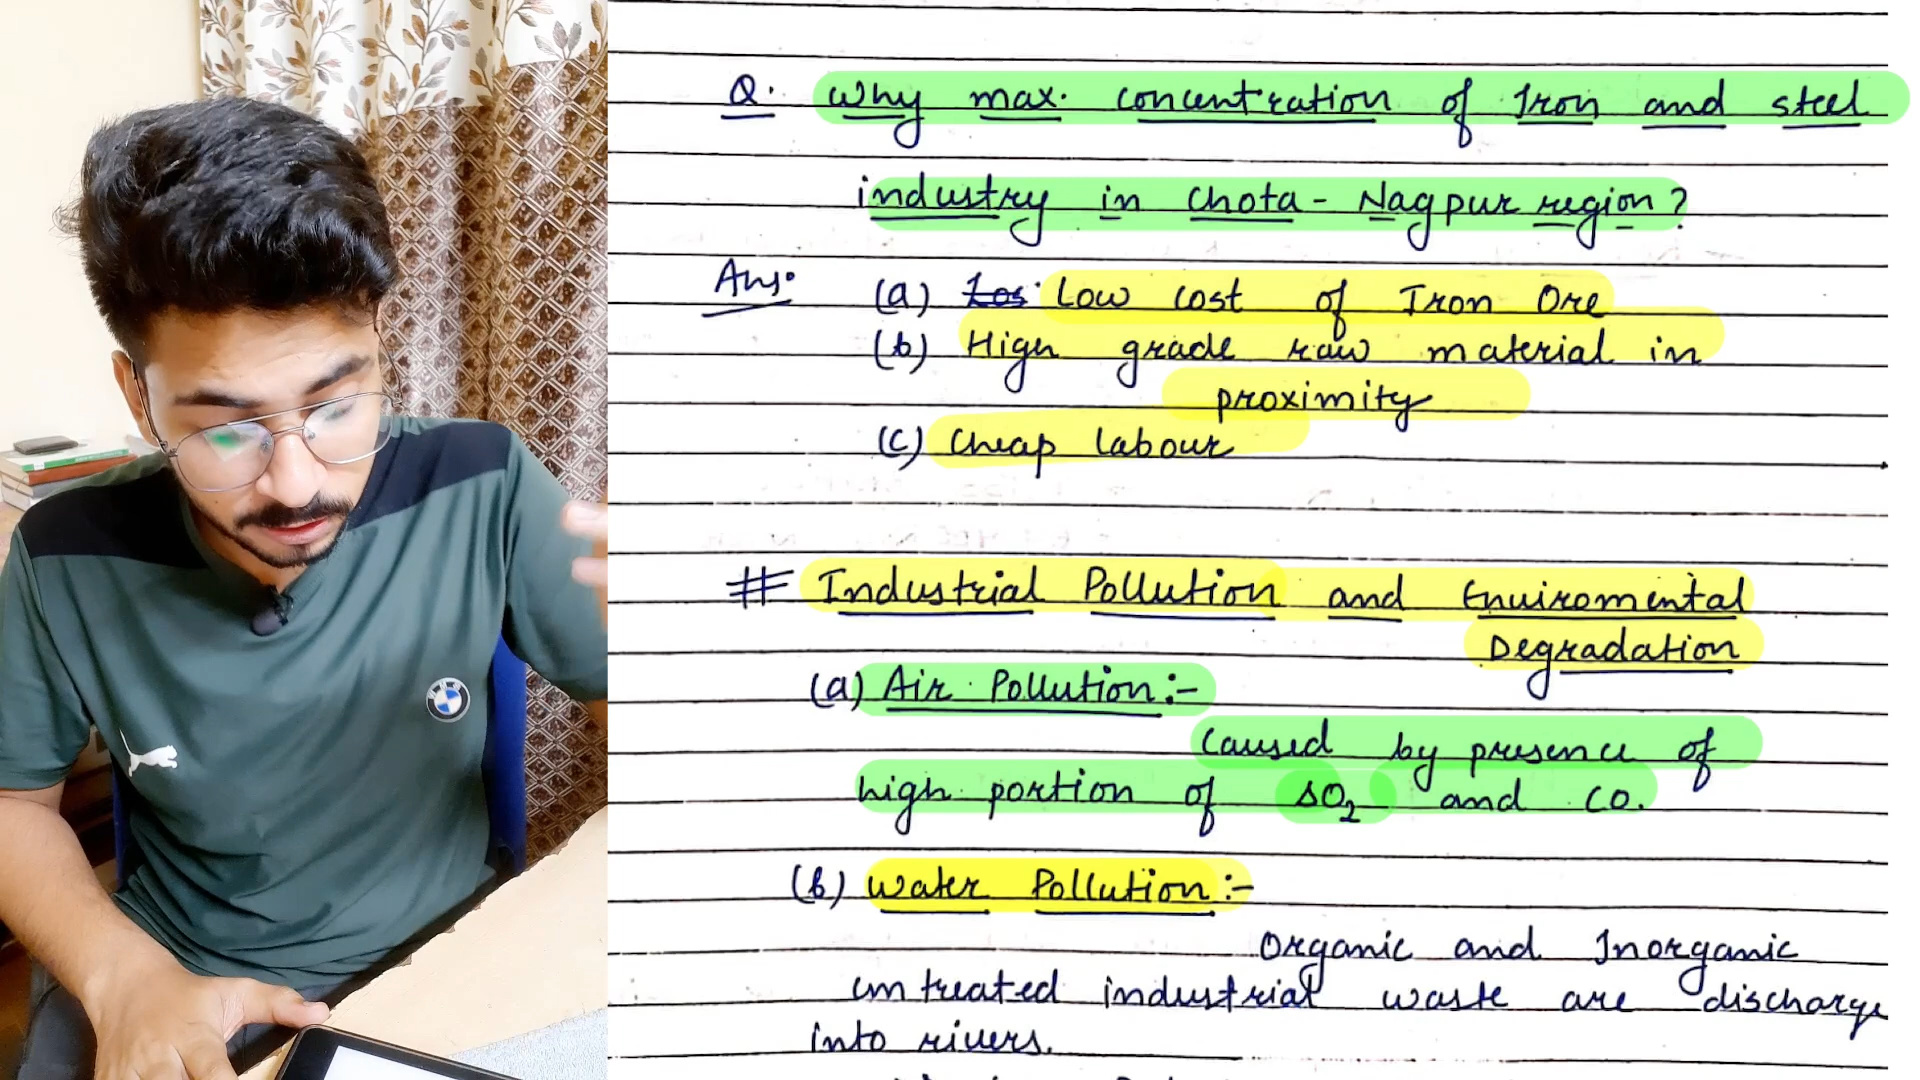 Q. Why max. concentration of Iron and steel
industry in Chota-Nagpur region?
Ans. (a) Los Low cost of Iron Ore
(b) High grade raw material in
proximity
(c) Cheap labour
# Industrial Pollution and Enviromental
Degradation
(a) Air Pollution:-
Caused by presence of
high portion of SO2 and CO.
(b) Water Pollution:-
Organic and Inorganic
untreated industrial waste are discharge
into rivers.
BMW